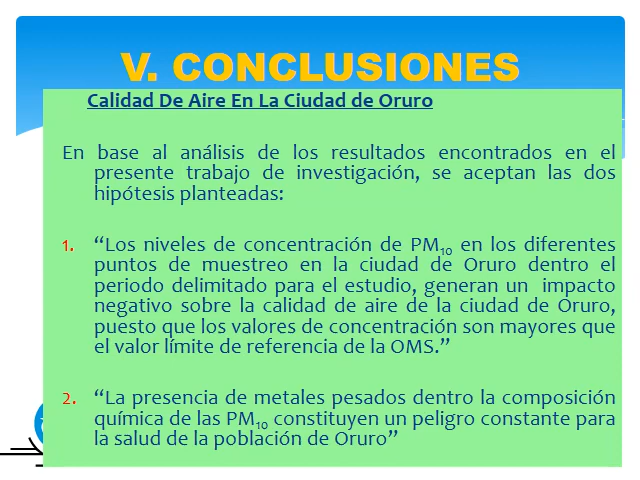 V. CONCLUSIONES
Calidad De Aire En La Ciudad de Oruro
En base al análisis de los resultados encontrados en el
presente trabajo de investigación, se aceptan las dos
hipótesis planteadas:
1. “Los niveles de concentración de PM₁₀ en los diferentes
puntos de muestreo en la ciudad de Oruro dentro el
periodo delimitado para el estudio, generan un impacto
negativo sobre la calidad de aire de la ciudad de Oruro,
puesto que los valores de concentración son mayores que
el valor límite de referencia de la OMS.”
2. “La presencia de metales pesados dentro la composición
química de las PM₁₀ constituyen un peligro constante para
la salud de la población de Oruro”